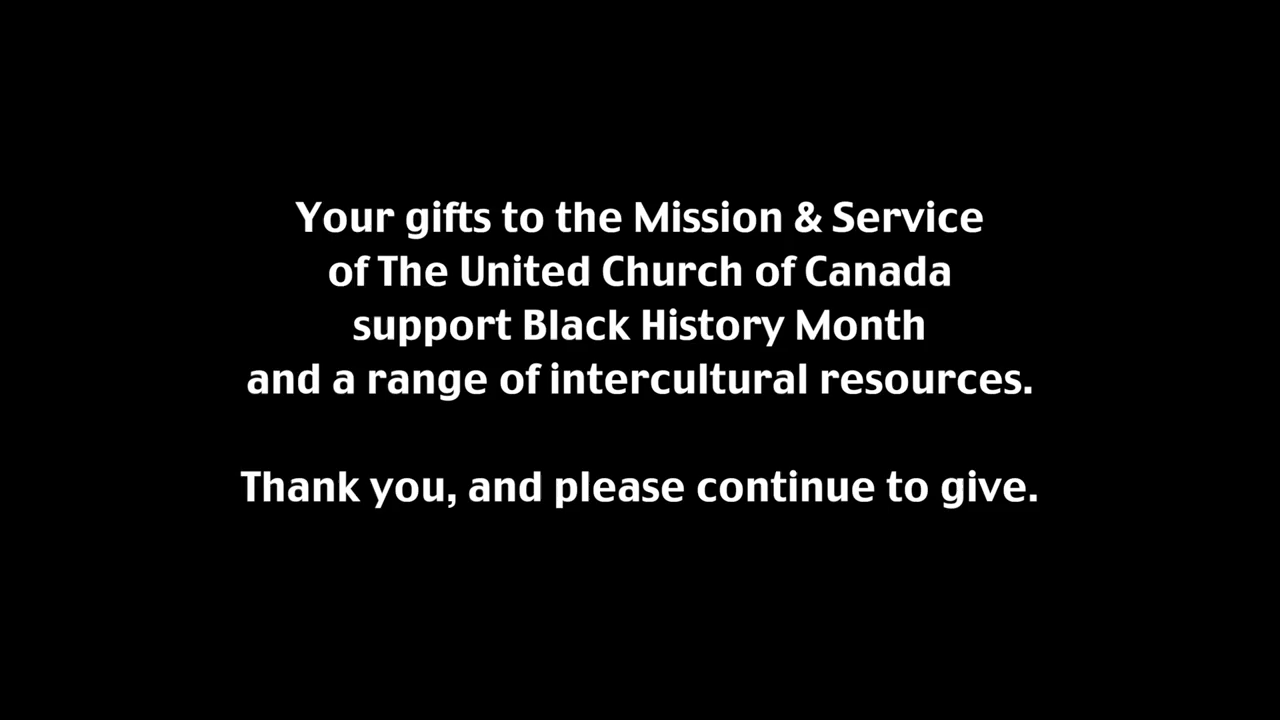 Your gifts to the Mission & Service
of The United Church of Canada
support Black History Month
and a range of intercultural resources.
Thank you, and please continue to give.